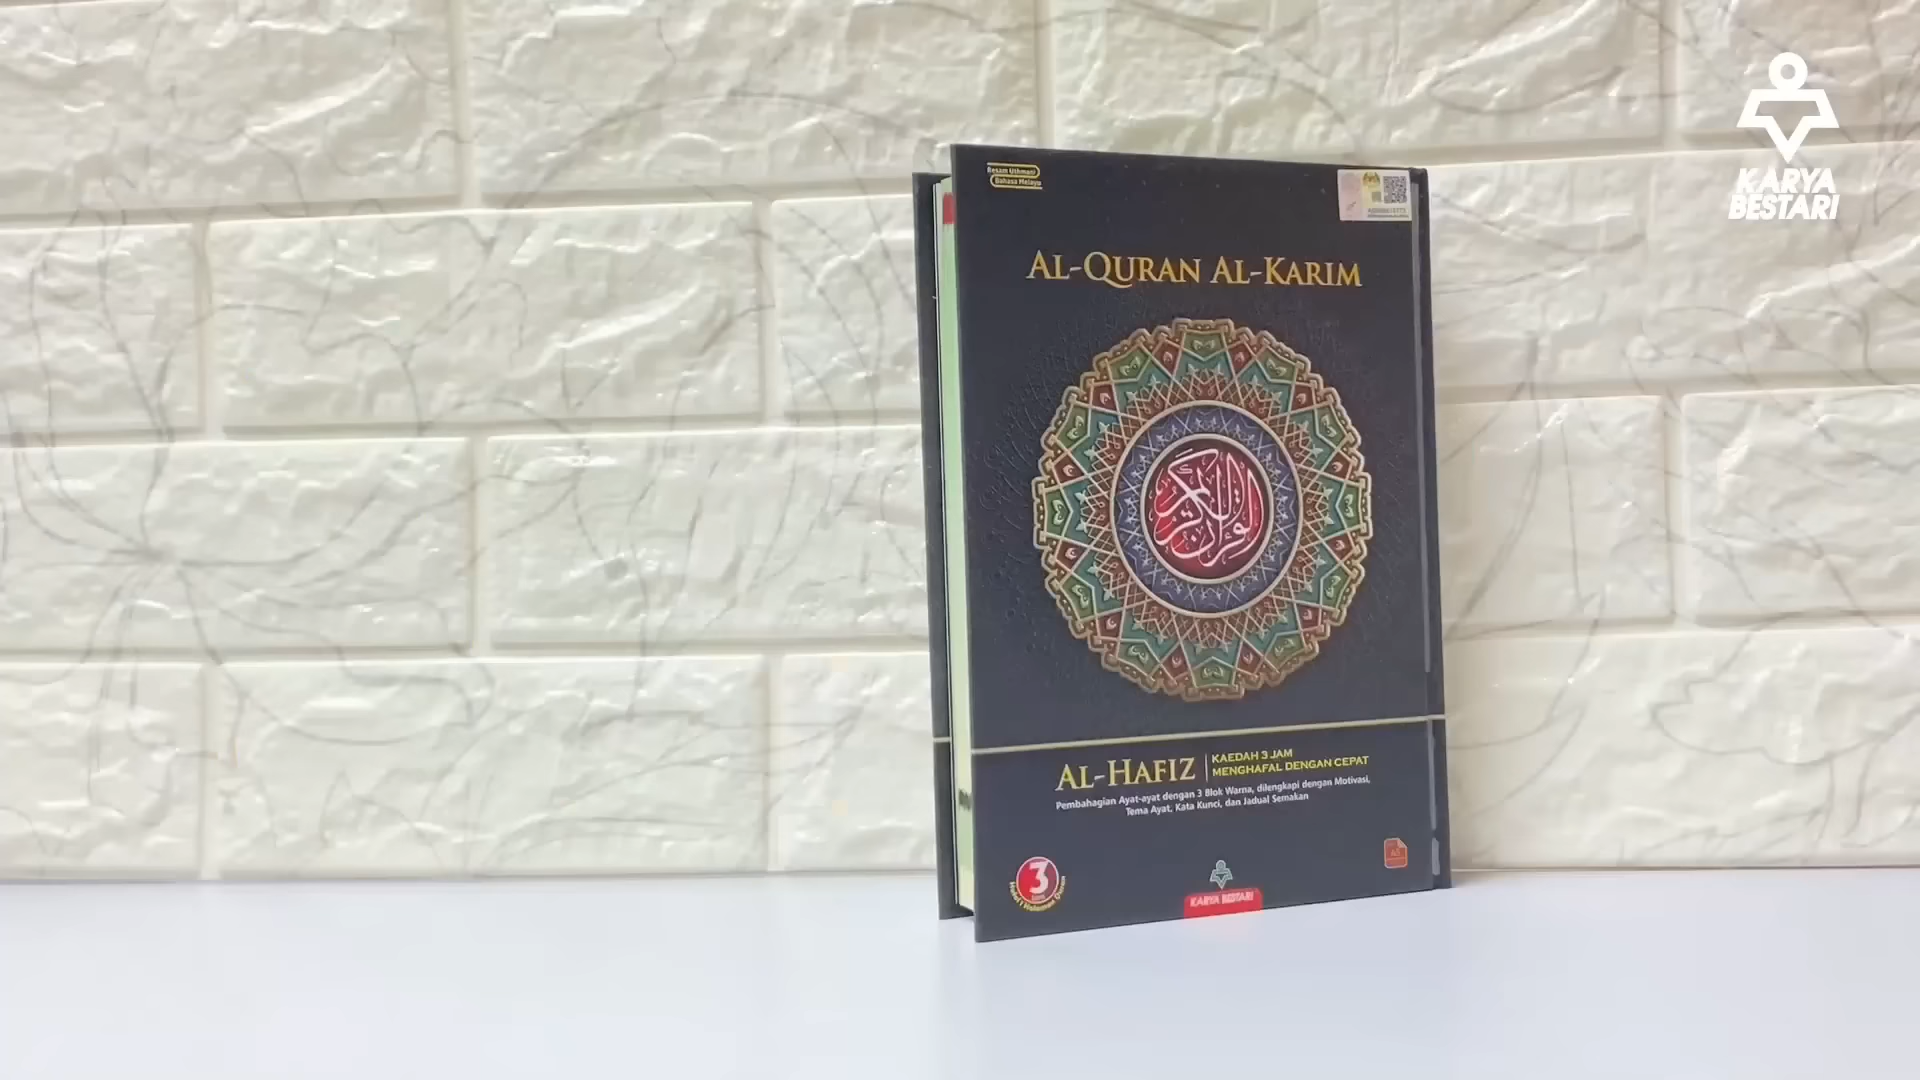 KARYA
BESTARI
Resam Uthmani
Bahasa Melayu
AL-QURAN AL-KARIM
القرآن الكريم
AL-HAFIZ
KAEDAH 3 JAM
MENGHAFAL DENGAN CEPAT
Pembahagian Ayat-ayat dengan 3 Blok Warna, dilengkapi dengan Motivasi,
Tema Ayat, Kata Kunci, dan Jadual Semakan
3
A5
KARYA BESTARI